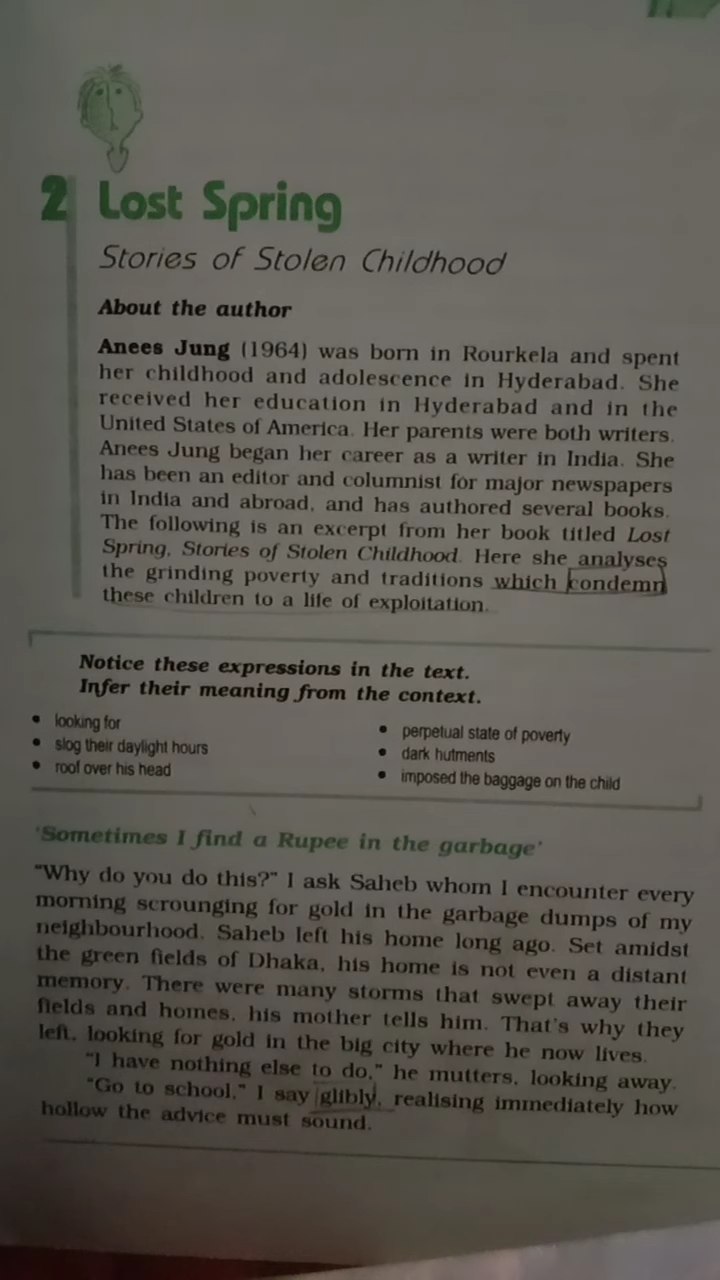 2 Lost Spring
Stories of Stolen Childhood
About the author
Anees Jung (1964) was born in Rourkela and spent
her childhood and adolescence in Hyderabad. She
received her education in Hyderabad and in the
United States of America. Her parents were both writers.
Anees Jung began her career as a writer in India. She
has been an editor and columnist for major newspapers
in India and abroad, and has authored several books.
The following is an excerpt from her book titled Lost
Spring, Stories of Stolen Childhood. Here she analyses
the grinding poverty and traditions which condemn
these children to a life of exploitation.
Notice these expressions in the text.
Infer their meaning from the context.
• looking for
• slog their daylight hours
• roof over his head
• perpetual state of poverty
• dark hutments
• imposed the baggage on the child
'Sometimes I find a Rupee in the garbage'
"Why do you do this?" I ask Saheb whom I encounter every
morning scrounging for gold in the garbage dumps of my
neighbourhood. Saheb left his home long ago. Set amidst
the green fields of Dhaka, his home is not even a distant
memory. There were many storms that swept away their
fields and homes, his mother tells him. That's why they
left, looking for gold in the big city where he now lives.
"I have nothing else to do," he mutters, looking away.
"Go to school," I say glibly, realising immediately how
hollow the advice must sound.